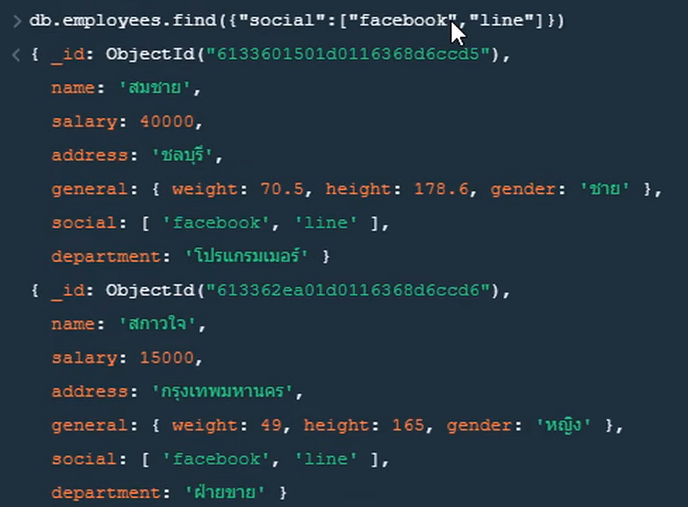 > db.employees.find({"social":["facebook","line"]})
< { _id: ObjectId("6133601501d0116368d6ccd5"),
name: 'สมชาย',
salary: 40000,
address: 'ชลบุรี',
general: { weight: 70.5, height: 178.6, gender: 'ชาย' },
social: [ 'facebook', 'line' ],
department: 'โปรแกรมเมอร์' }
{ _id: ObjectId("613362ea01d0116368d6ccd6"),
name: 'สกาวใจ',
salary: 15000,
address: 'กรุงเทพมหานคร',
general: { weight: 49, height: 165, gender: 'หญิง' },
social: [ 'facebook', 'line' ],
department: 'ฝ่ายขาย' }